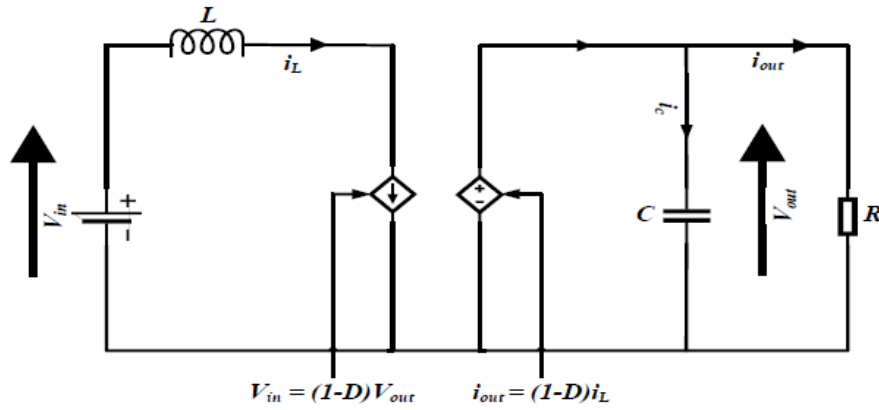 L
i_L
i_out
i_c
V_in
+
-
+
-
C
V_out
R
V_in = (1-D)V_out
i_out = (1-D)i_L